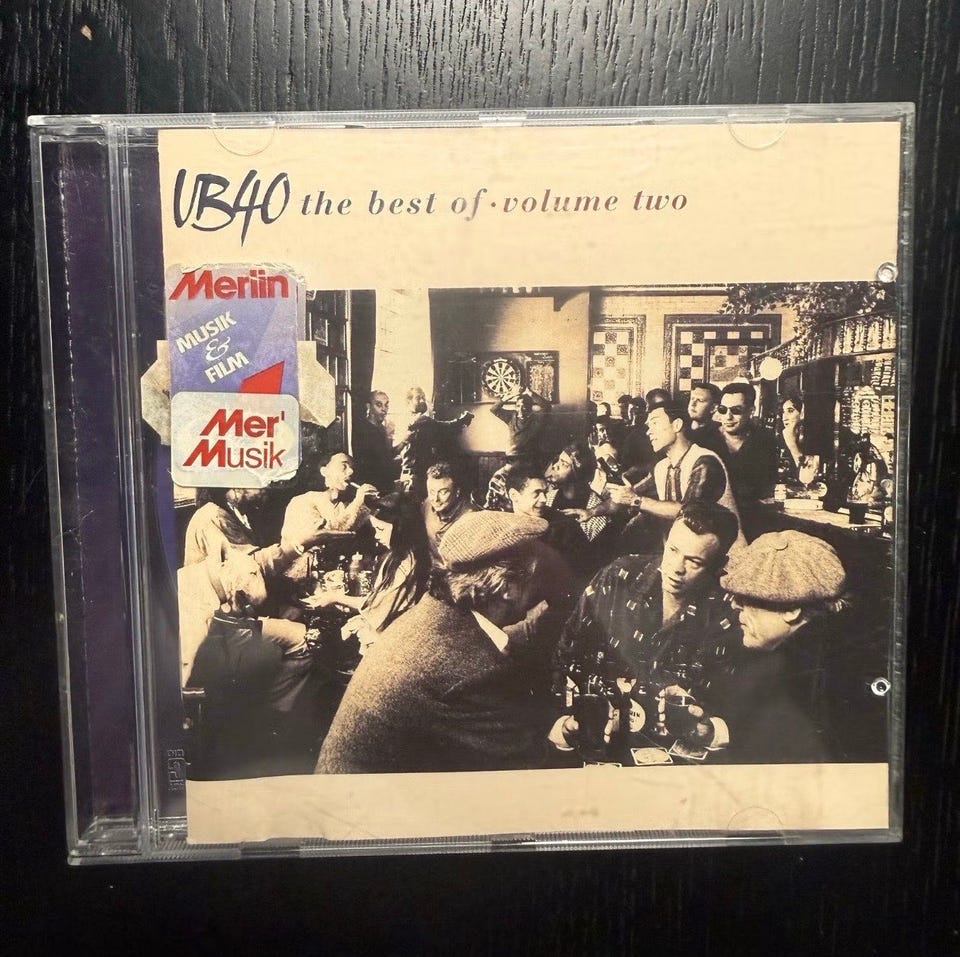 UB40 the best of · volume two
Merlin
MUSIK
&
FILM
Mer'
Musik